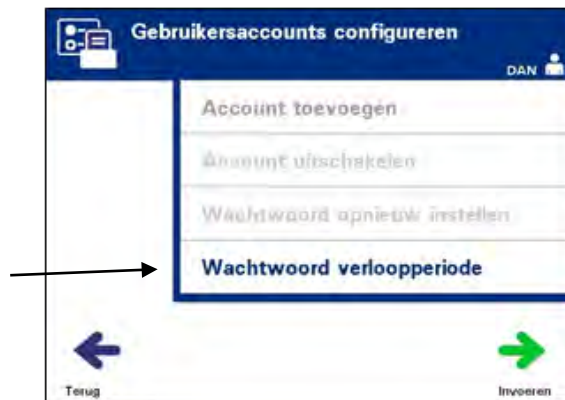 Gebruikersaccounts configureren
DAN
Account toevoegen
Account uitschakelen
Wachtwoord opnieuw instellen
Wachtwoord verloopperiode
Terug
Invoeren